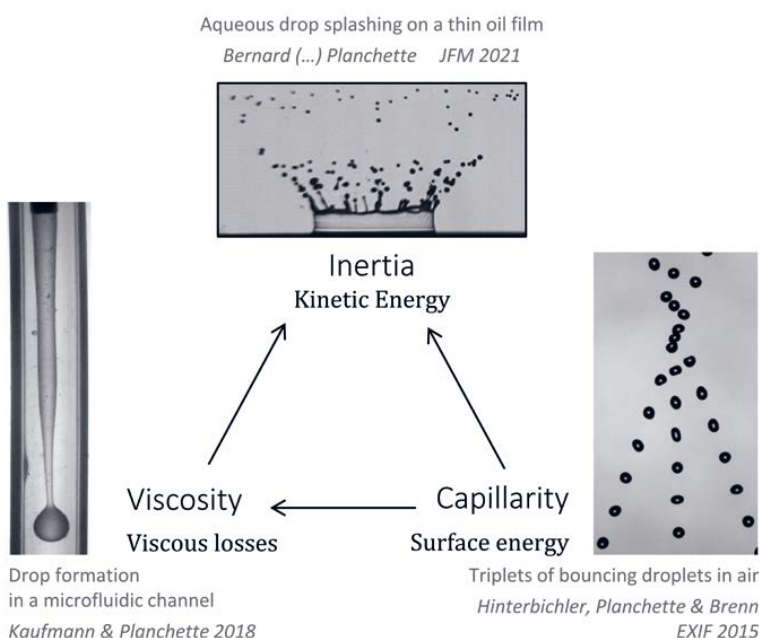 Aqueous drop splashing on a thin oil film
Bernard (...) Planchette JFM 2021
Inertia
Kinetic Energy
Viscosity
Viscous losses
Capillarity
Surface energy
Drop formation
in a microfluidic channel
Kaufmann & Planchette 2018
Triplets of bouncing droplets in air
Hinterbichler, Planchette & Brenn
EXIF 2015